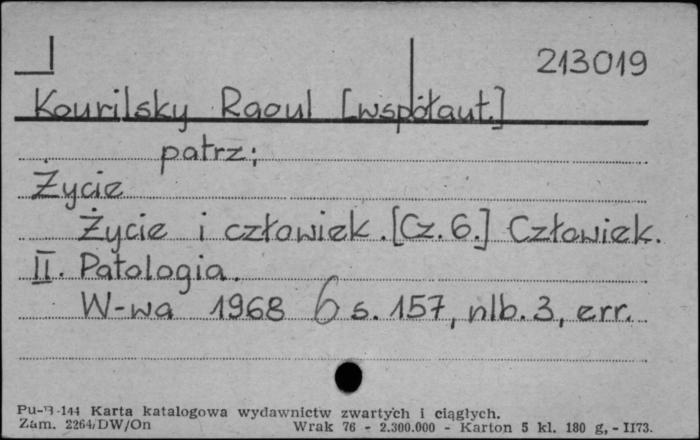 213019
Kourilsky Raoul [współaut.]
patrz:
Życie
Życie i człowiek. [Cz. 6.] Człowiek.
II. Patologia.
W-wa 1968 6 s. 157, nlb. 3, err.
Pu-B-144 Karta katalogowa wydawnictw zwartych i ciągłych.
Zam. 2264/DW/On Wrak 76 - 2.300.000 - Karton 5 kl. 180 g, - II73.